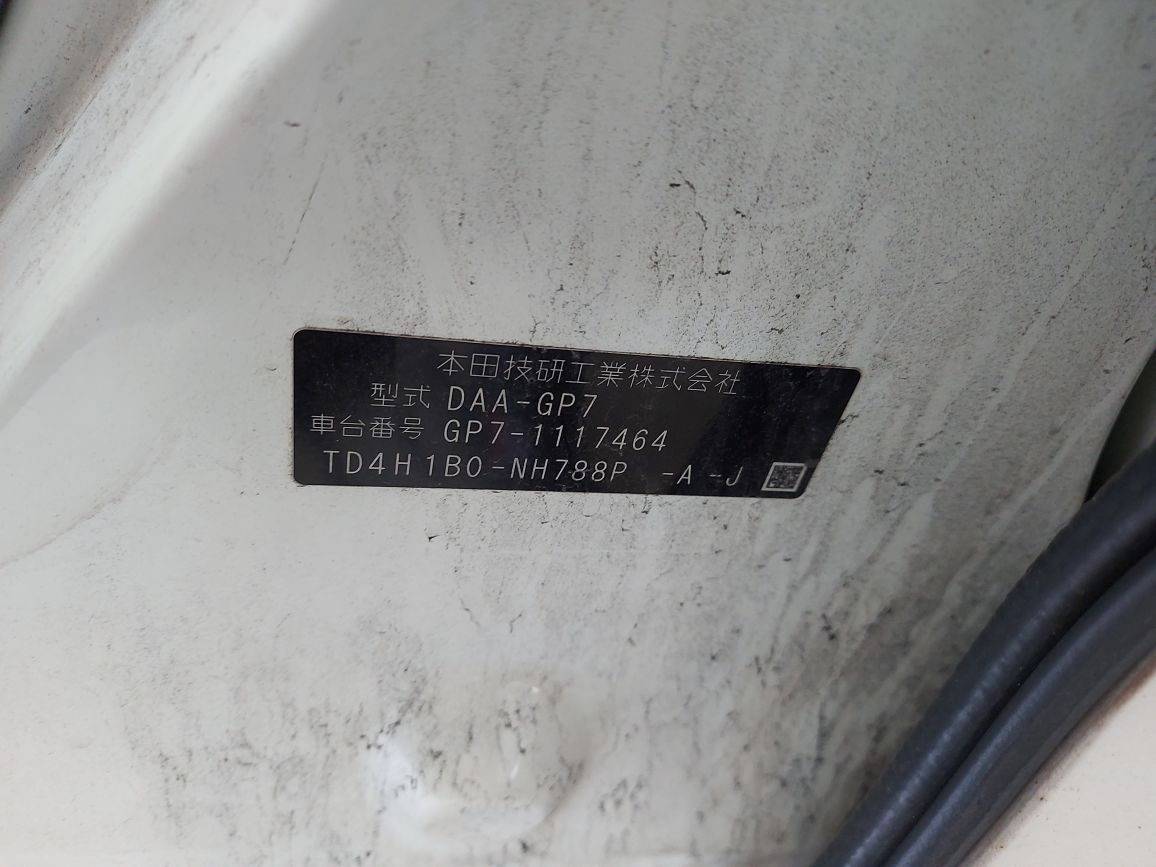 本田技研工業株式会社
型式 DAA-GP7
車台番号 GP7-1117464
TD4H1B0-NH788P -A -J